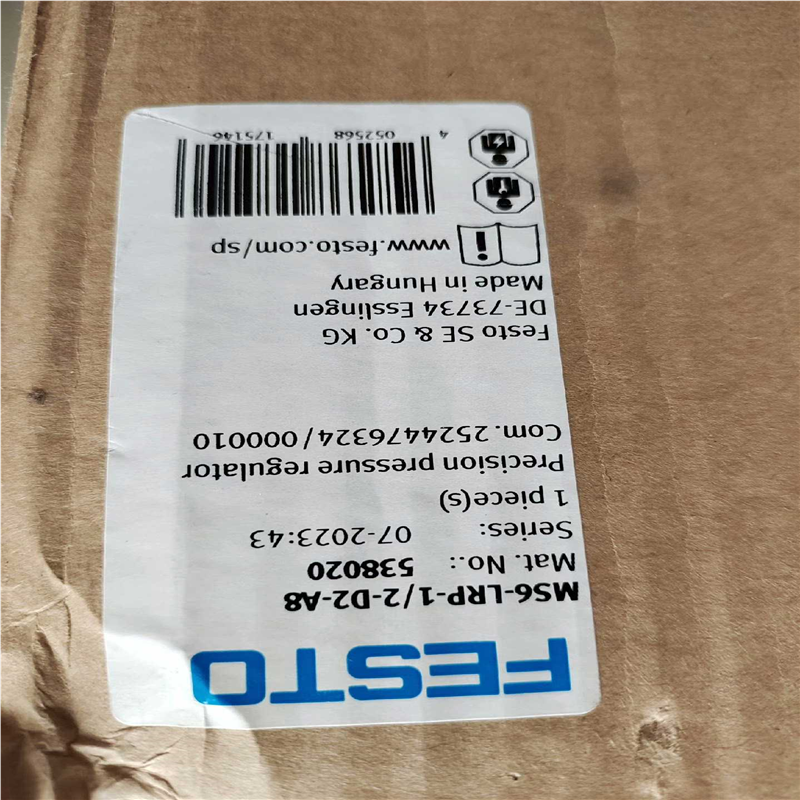 FESTO
MS6-LRP-1/2-D2-A8
Mat. No.: 538020
Series: 07-2023:43
1 piece(s)
Precision pressure regulator
Com. 2524476324/000010
Festo SE & Co. KG
DE-73734 Esslingen
Made in Hungary
www.festo.com/sp
4 052568 175146